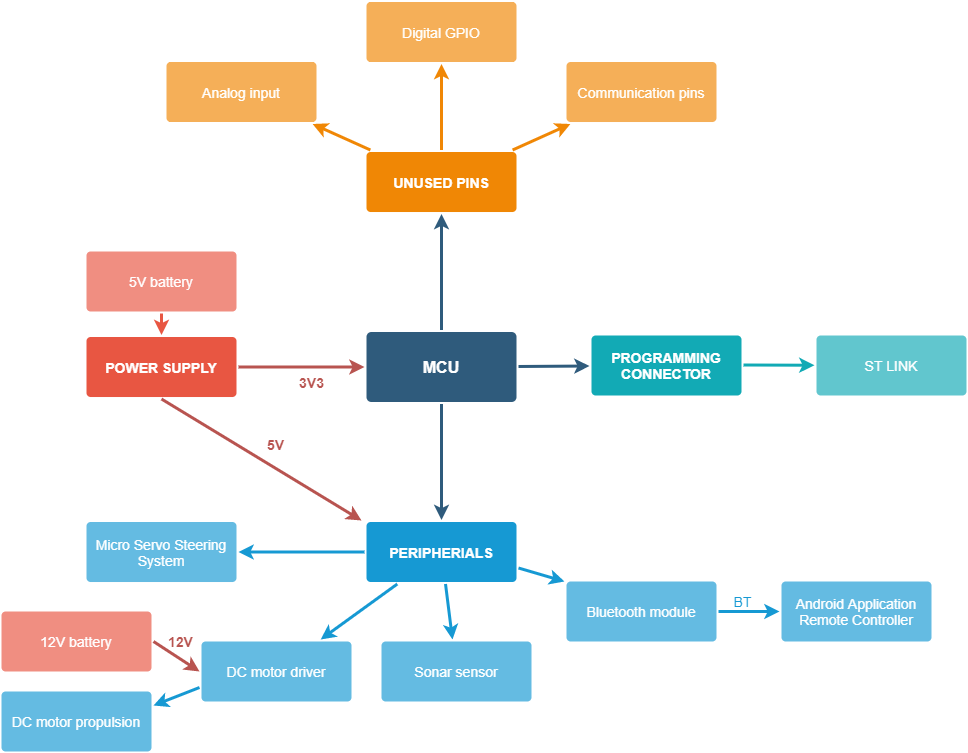 Digital GPIO
Analog input
Communication pins
UNUSED PINS
5V battery
POWER SUPPLY
3V3
MCU
PROGRAMMING
CONNECTOR
ST LINK
5V
Micro Servo Steering
System
PERIPHERIALS
Bluetooth module
BT
Android Application
Remote Controller
12V battery
12V
DC motor driver
Sonar sensor
DC motor propulsion